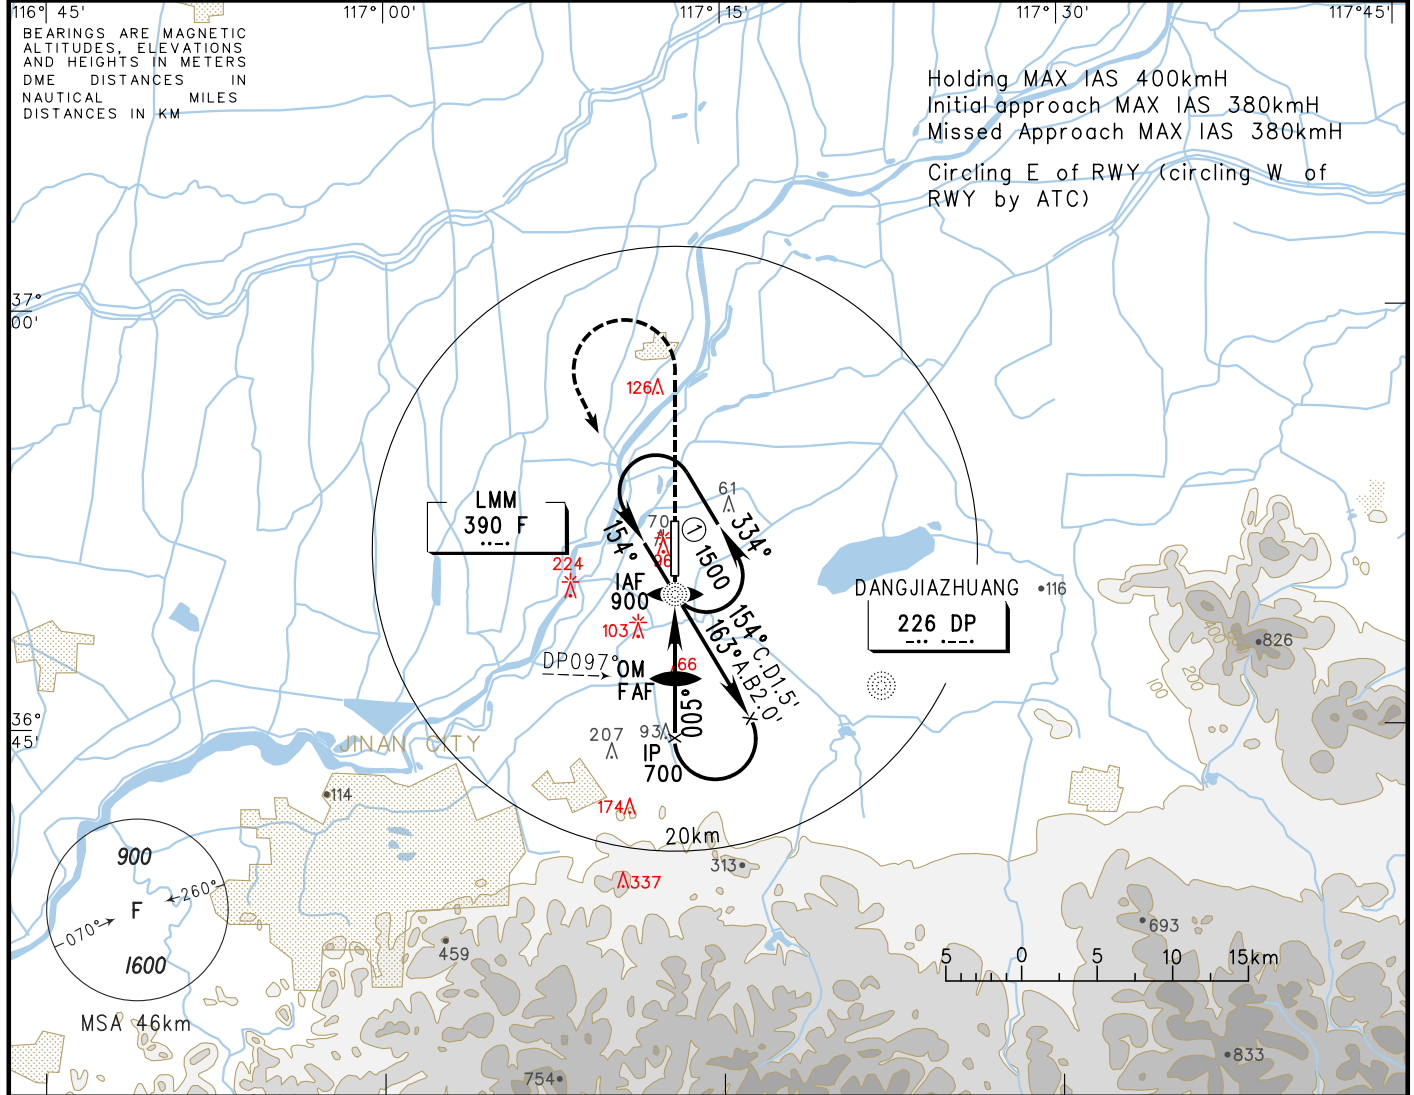 116° 45'
117° 00'
117° 15'
117° 30'
117° 45'
BEARINGS ARE MAGNETIC
ALTITUDES, ELEVATIONS
AND HEIGHTS IN METERS
DME DISTANCES IN
NAUTICAL MILES
DISTANCES IN KM
Holding MAX IAS 400kmH
Initial approach MAX IAS 380kmH
Missed Approach MAX IAS 380kmH
Circling E of RWY (circling W of
RWY by ATC)
37°
00'
126
LMM
390 F
··—·
61
70
96
1
1500
334°
154°
224
IAF
900
103
DANGJIAZHUANG
226 DP
—·· ·——·
116
826
400
200
100
DP097°
OM
FAF
66
154°C.D1.5'
163°A.B2.0'
005°
36°
45'
JINAN CITY
207
93
IP
700
114
174
20km
313
337
900
F
260°
070°
1600
MSA 46km
459
693
5 0 5 10 15km
754
833